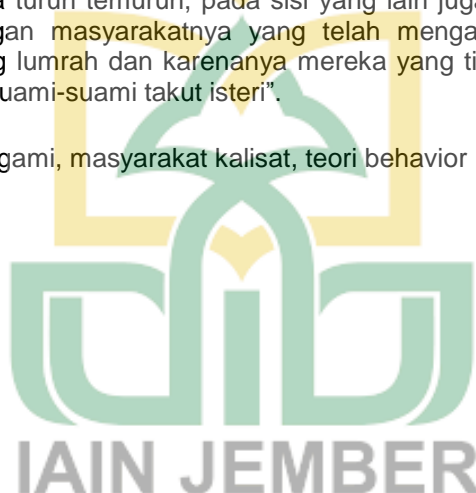 turun temurun, pada sisi yang lain juga
gan masyarakatnya yang telah menga
g lumrah dan karenanya mereka yang ti
uami-suami takut isteri”.
gami, masyarakat kalisat, teori behavior
IAIN JEMBER